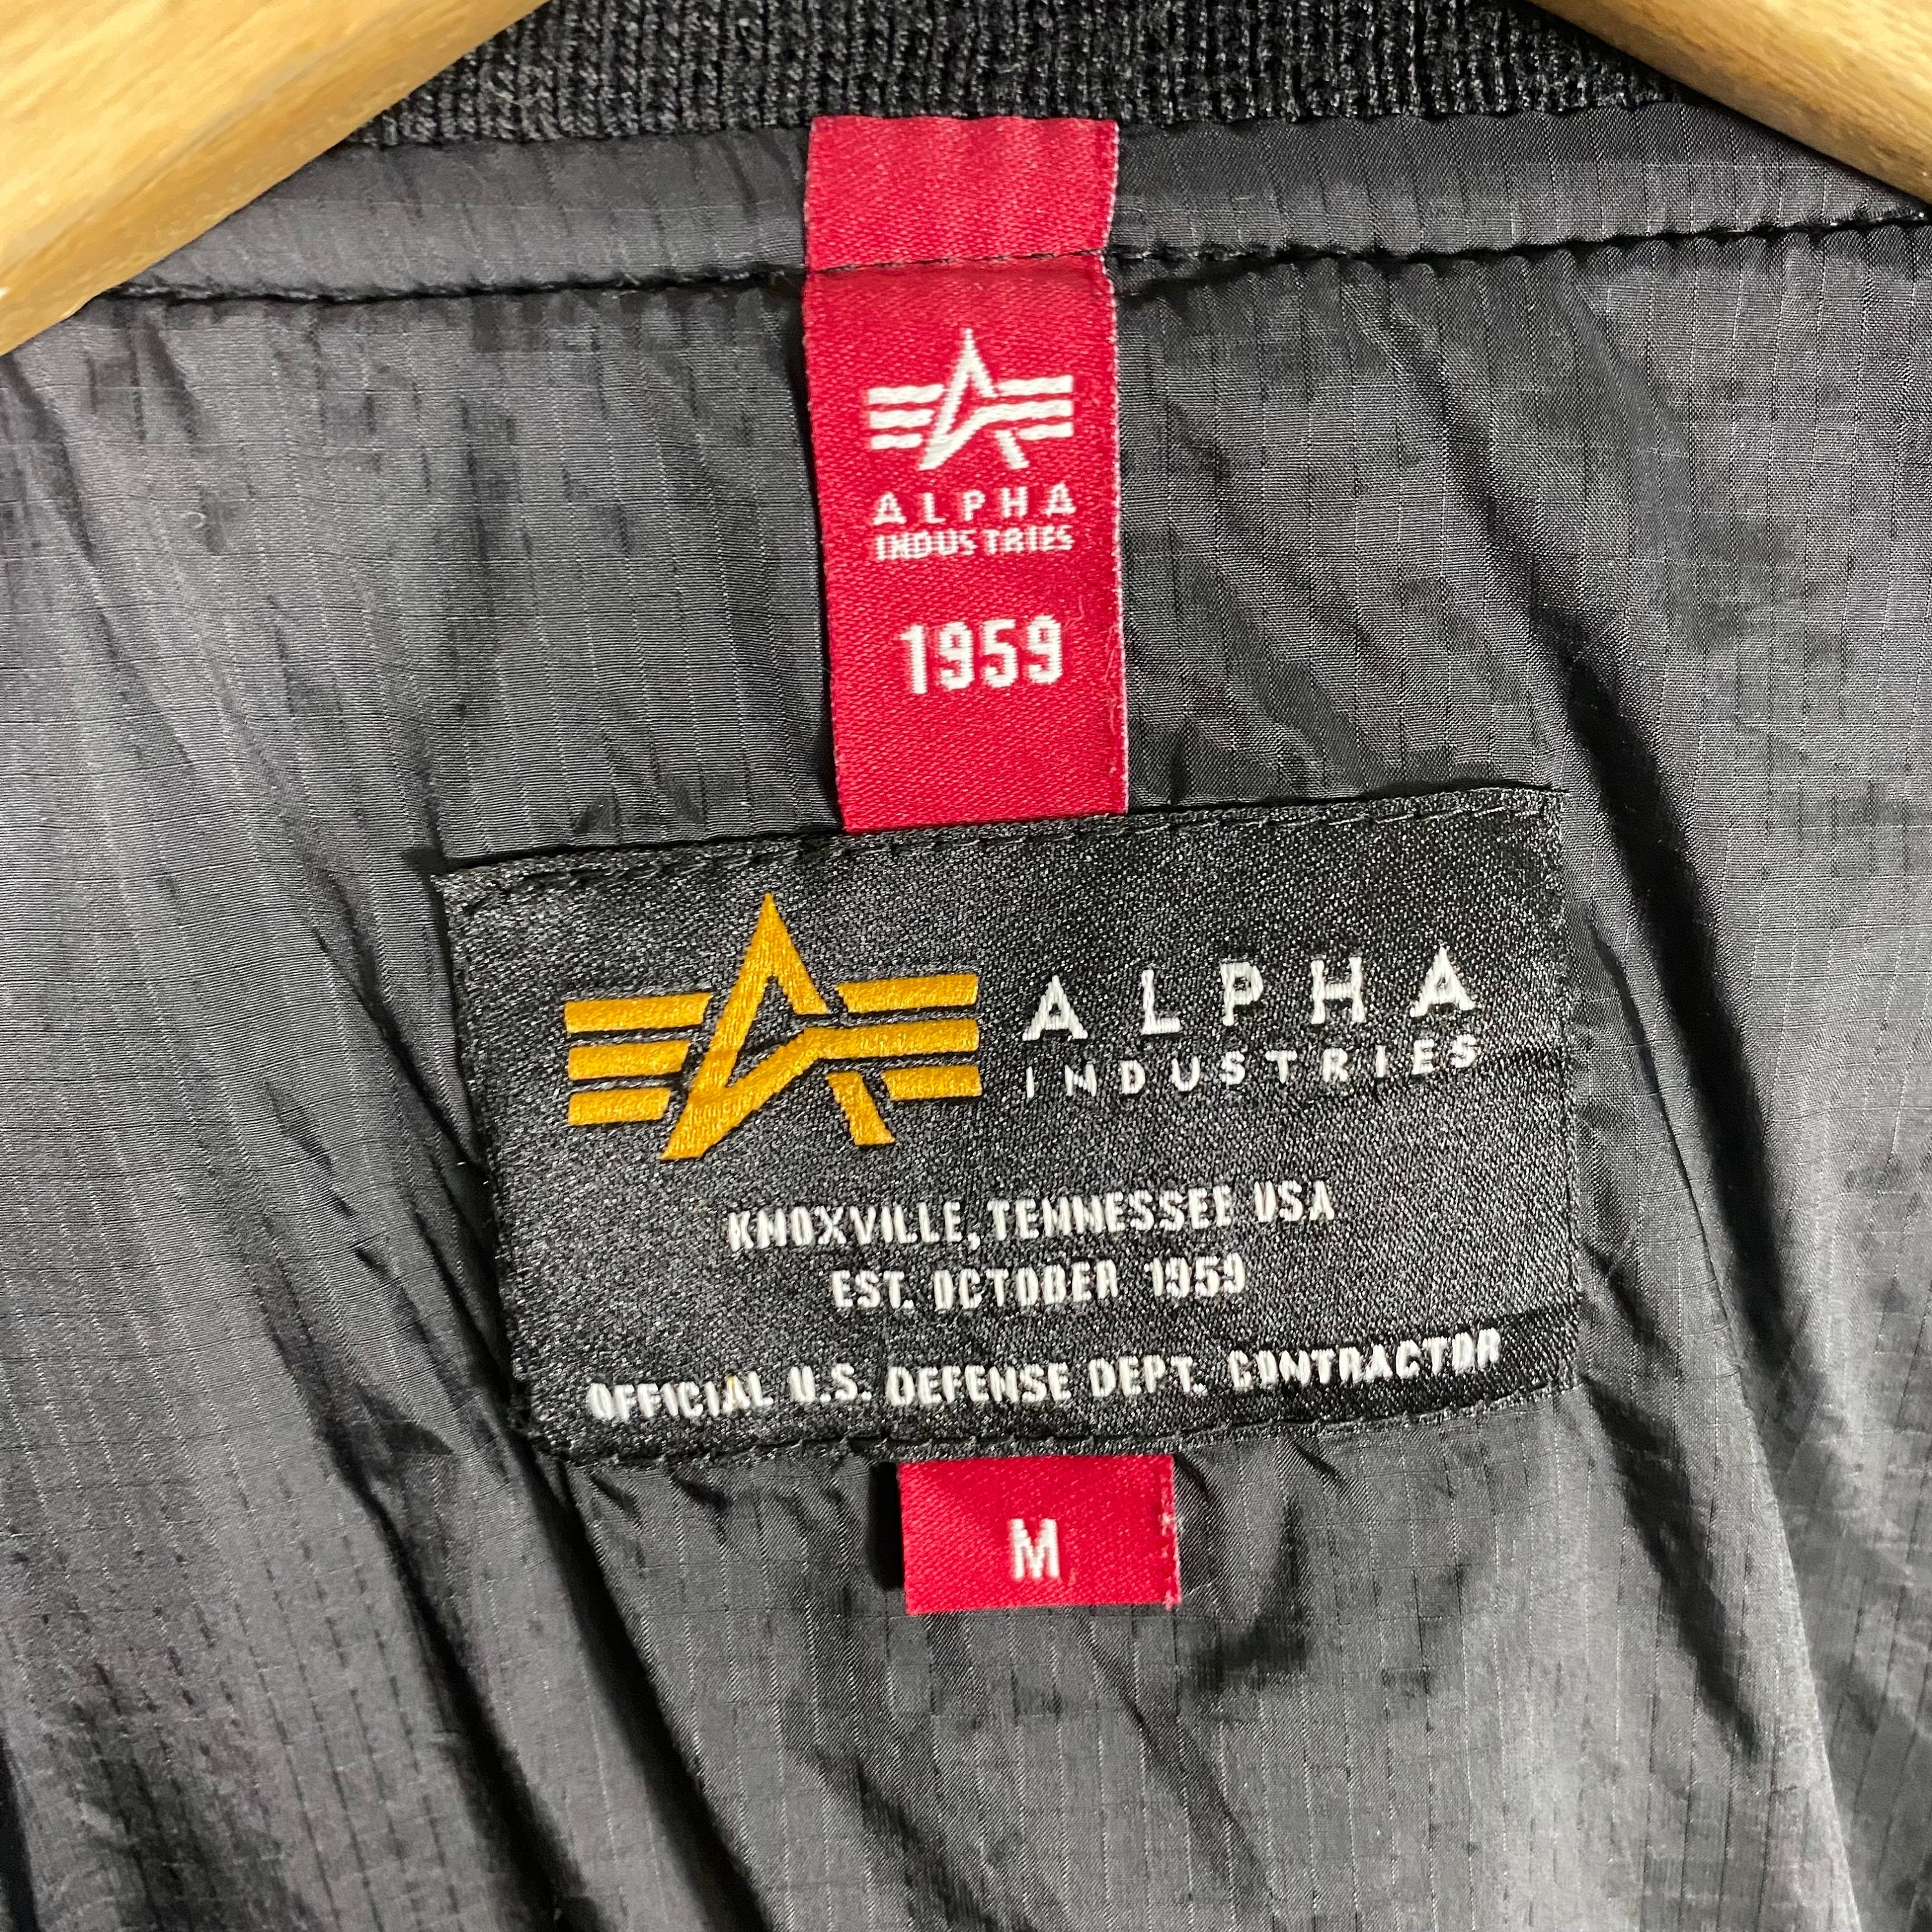 ALPHA
INDUSTRIES
1959
ALPHA
INDUSTRIES
KNOXVILLE, TENNESSEE USA
EST. OCTOBER 1959
OFFICIAL U.S. DEFENSE DEPT. CONTRACTOR
M